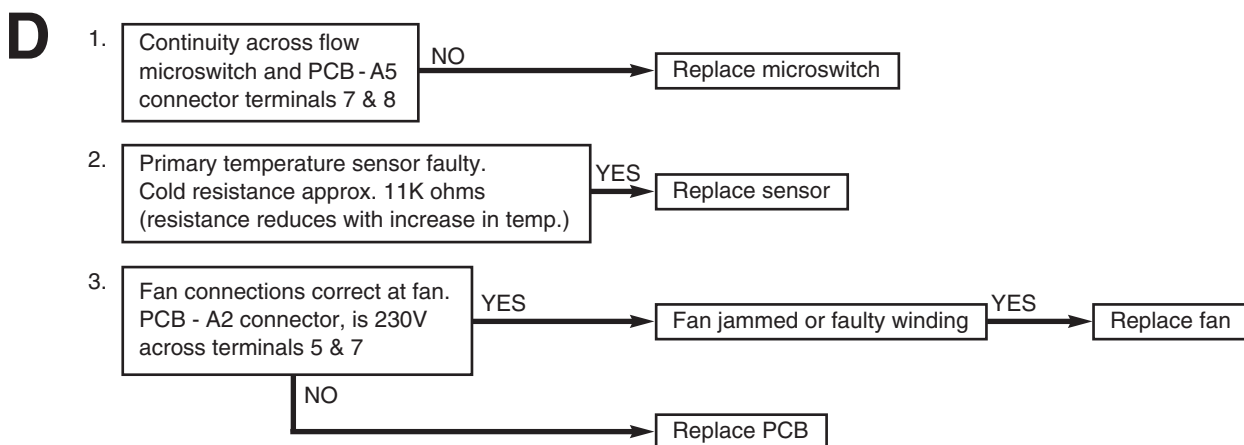 D
1.
Continuity across flow
microswitch and PCB - A5
connector terminals 7 & 8
NO
Replace microswitch
2.
Primary temperature sensor faulty.
Cold resistance approx. 11K ohms
(resistance reduces with increase in temp.)
YES
Replace sensor
3.
Fan connections correct at fan.
PCB - A2 connector, is 230V
across terminals 5 & 7
YES
Fan jammed or faulty winding
YES
Replace fan
NO
Replace PCB